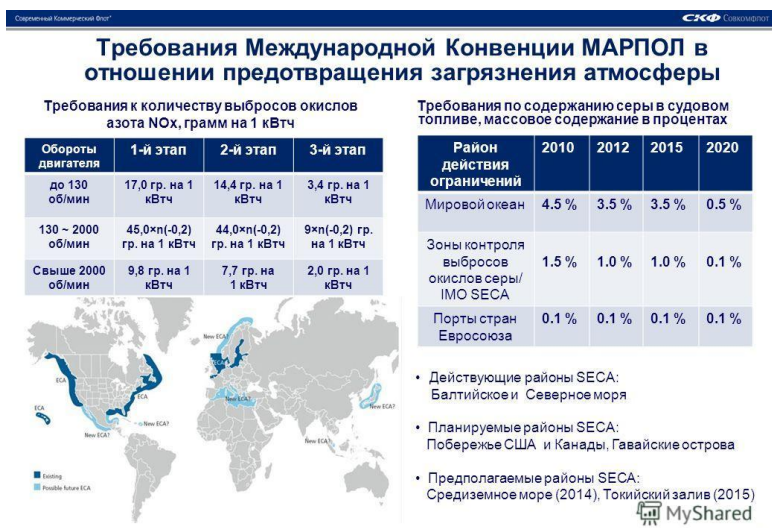 Современный Коммерческий Флот
СКФ Совкомфлот
Требования Международной Конвенции МАРПОЛ в
отношении предотвращения загрязнения атмосферы
Требования к количеству выбросов окислов
азота NOx, грамм на 1 кВтч
Обороты
двигателя
1-й этап
2-й этап
3-й этап
до 130
об/мин
17,0 гр. на 1
кВтч
14,4 гр. на 1
кВтч
3,4 гр. на 1
кВтч
130 ~ 2000
об/мин
45,0×n(-0,2)
гр. на 1 кВтч
44,0×n(-0,2)
гр. на 1 кВтч
9×n(-0,2) гр.
на 1 кВтч
Свыше 2000
об/мин
9,8 гр. на 1
кВтч
7,7 гр. на
1 кВтч
2,0 гр. на 1
кВтч
Требования по содержанию серы в судовом
топливе, массовое содержание в процентах
Район
действия
ограничений
2010
2012
2015
2020
Мировой океан
4.5 %
3.5 %
3.5 %
0.5 %
Зоны контроля
выбросов
окислов серы/
IMO SECA
1.5 %
1.0 %
1.0 %
0.1 %
Порты стран
Евросоюза
0.1 %
0.1 %
0.1 %
0.1 %
New ECA?
ECA
ECA
ECA
ECA
New ECA?
New ECA?
New ECA?
New ECA?
New ECA?
Existing
Possible future ECA
• Действующие районы SECA:
Балтийское и Северное моря
• Планируемые районы SECA:
Побережье США и Канады, Гавайские острова
• Предполагаемые районы SECA:
Средиземное море (2014), Токийский залив (2015)
MyShared